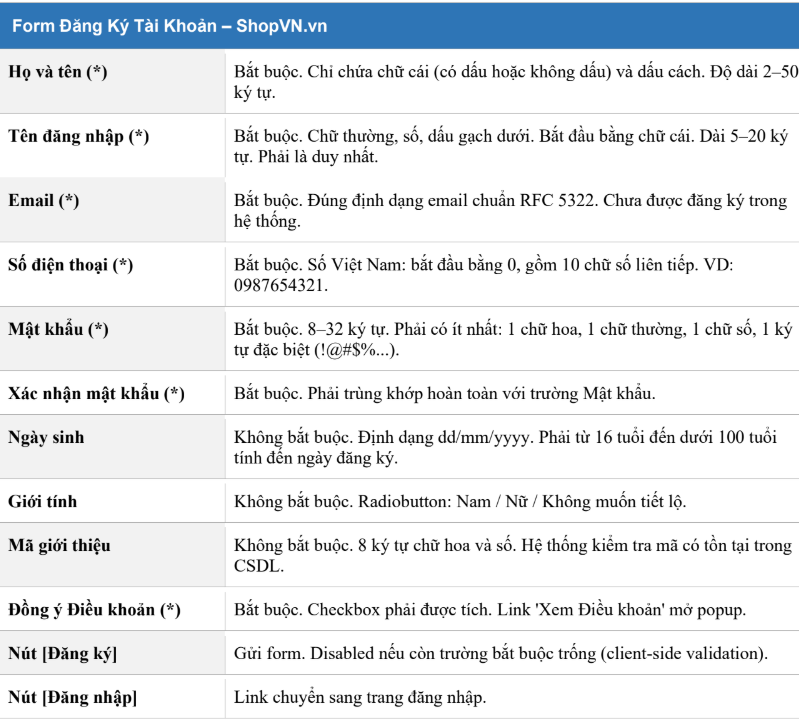 Form Đăng Ký Tài Khoản – ShopVN.vn
Họ và tên (*)
Bắt buộc. Chỉ chứa chữ cái (có dấu hoặc không dấu) và dấu cách. Độ dài 2–50
ký tự.
Tên đăng nhập (*)
Bắt buộc. Chữ thường, số, dấu gạch dưới. Bắt đầu bằng chữ cái. Dài 5–20 ký
tự. Phải là duy nhất.
Email (*)
Bắt buộc. Đúng định dạng email chuẩn RFC 5322. Chưa được đăng ký trong
hệ thống.
Số điện thoại (*)
Bắt buộc. Số Việt Nam: bắt đầu bằng 0, gồm 10 chữ số liên tiếp. VD:
0987654321.
Mật khẩu (*)
Bắt buộc. 8–32 ký tự. Phải có ít nhất: 1 chữ hoa, 1 chữ thường, 1 chữ số, 1 ký
tự đặc biệt (!@#$%...).
Xác nhận mật khẩu (*)
Bắt buộc. Phải trùng khớp hoàn toàn với trường Mật khẩu.
Ngày sinh
Không bắt buộc. Định dạng dd/mm/yyyy. Phải từ 16 tuổi đến dưới 100 tuổi
tính đến ngày đăng ký.
Giới tính
Không bắt buộc. Radiobutton: Nam / Nữ / Không muốn tiết lộ.
Mã giới thiệu
Không bắt buộc. 8 ký tự chữ hoa và số. Hệ thống kiểm tra mã có tồn tại trong
CSDL.
Đồng ý Điều khoản (*)
Bắt buộc. Checkbox phải được tích. Link 'Xem Điều khoản' mở popup.
Nút [Đăng ký]
Gửi form. Disabled nếu còn trường bắt buộc trống (client-side validation).
Nút [Đăng nhập]
Link chuyển sang trang đăng nhập.